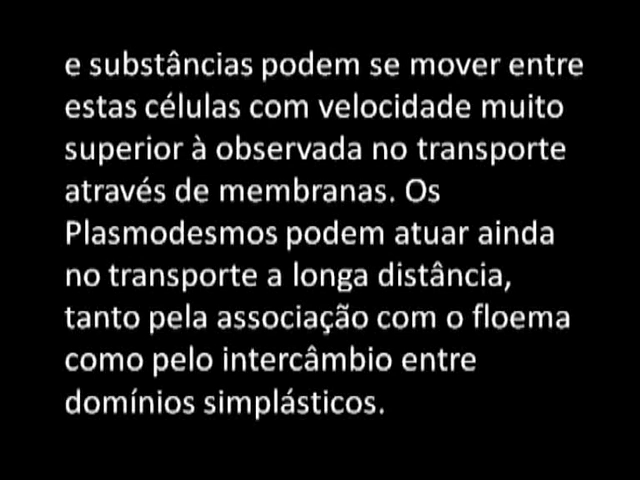 e substâncias podem se mover entre
estas células com velocidade muito
superior à observada no transporte
através de membranas. Os
Plasmodesmos podem atuar ainda
no transporte a longa distância,
tanto pela associação com o floema
como pelo intercâmbio entre
domínios simplásticos.